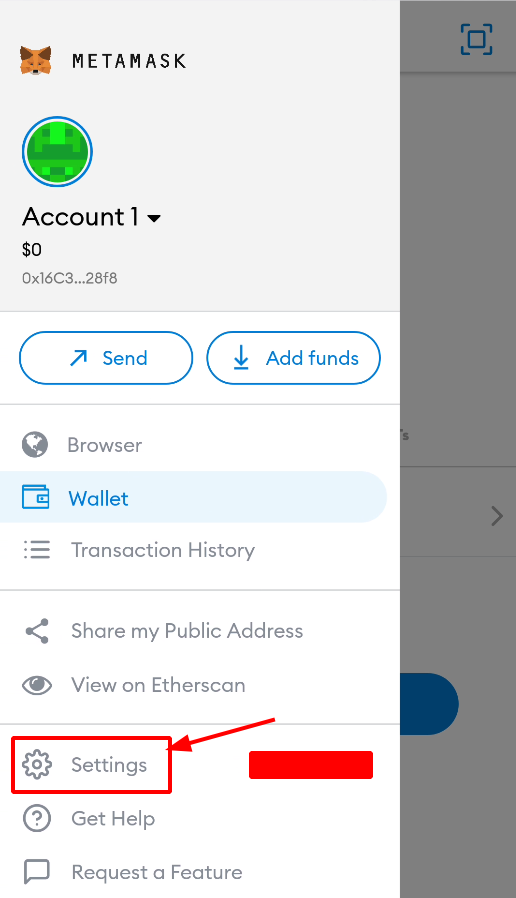 METAMASK
Account 1
$0
0x16C3...28f8
Send
Add funds
Browser
Wallet
Transaction History
Share my Public Address
View on Etherscan
Settings
Get Help
Request a Feature